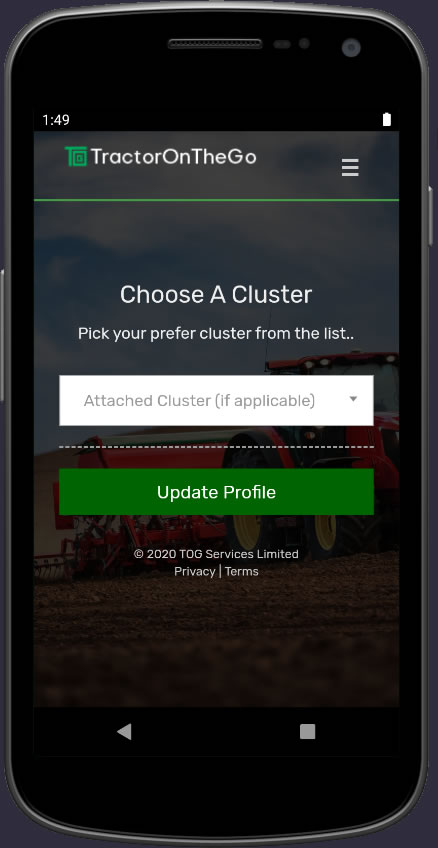 1:49
TractorOnTheGo
Choose A Cluster
Pick your prefer cluster from the list..
Attached Cluster (if applicable)
Update Profile
© 2020 TOG Services Limited
Privacy | Terms